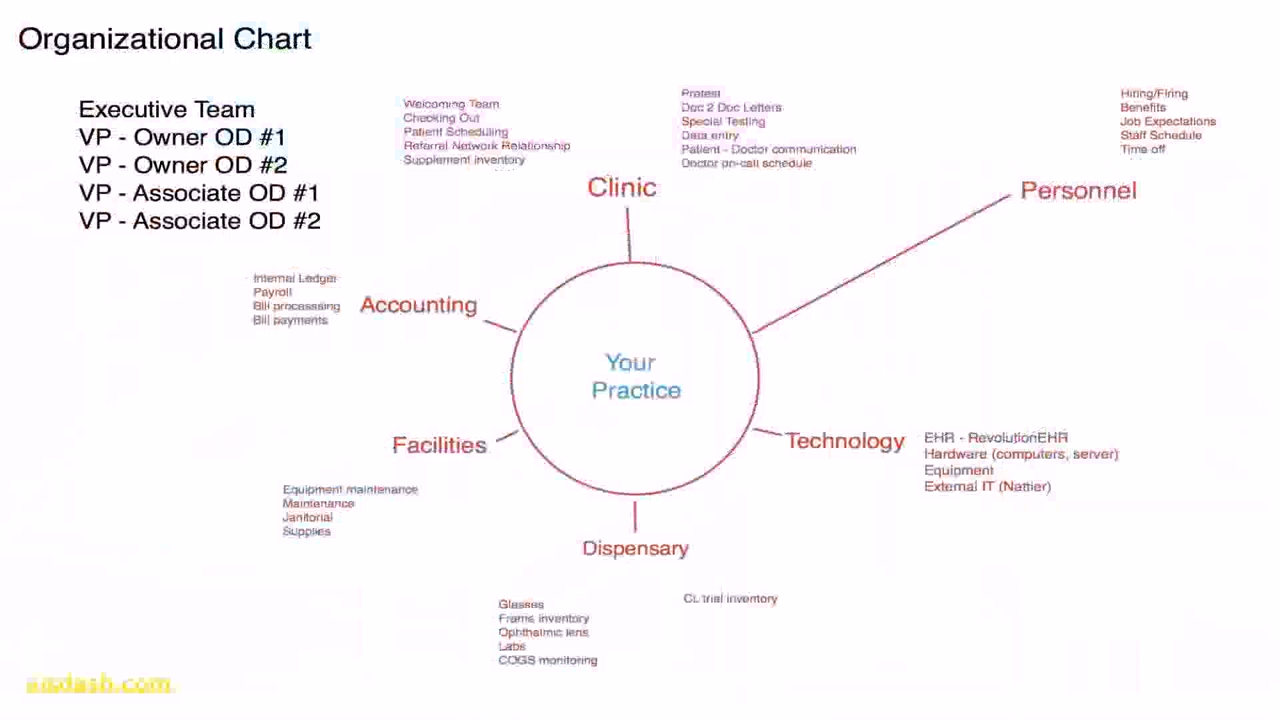 Organizational Chart
Executive Team
VP - Owner OD #1
VP - Owner OD #2
VP - Associate OD #1
VP - Associate OD #2
Welcoming Team
Checking Out
Patient Scheduling
Referral Network Relationship
Supplement inventory
Pretest
Doc 2 Doc Letters
Special Testing
Data entry
Patient - Doctor communication
Doctor on-call schedule
Clinic
Hiring/Firing
Benefits
Job Expectations
Staff Schedule
Time off
Personnel
Internal Ledger
Payroll
Bill processing
Bill payments
Accounting
Your
Practice
Facilities
Equipment maintenance
Maintenance
Janitorial
Supplies
Technology
EHR - RevolutionEHR
Hardware (computers, server)
Equipment
External IT (Nattier)
Dispensary
Glasses
Frame inventory
Ophthalmic lens
Labs
COGS monitoring
CL trial inventory